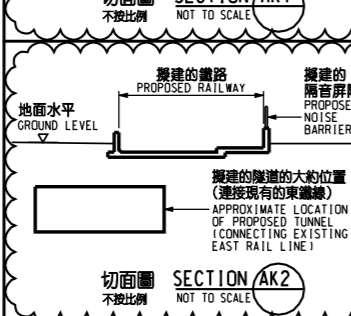 切面圖 SECTION AK1
不按比例 NOT TO SCALE
擬建的鐵路
PROPOSED RAILWAY
擬建的
隔音屏障
PROPOSED
NOISE
BARRIER
地面水平
GROUND LEVEL
擬建的隧道的大約位置
(連接現有的東鐵線)
APPROXIMATE LOCATION
OF PROPOSED TUNNEL
(CONNECTING EXISTING
EAST RAIL LINE)
切面圖 SECTION AK2
不按比例 NOT TO SCALE